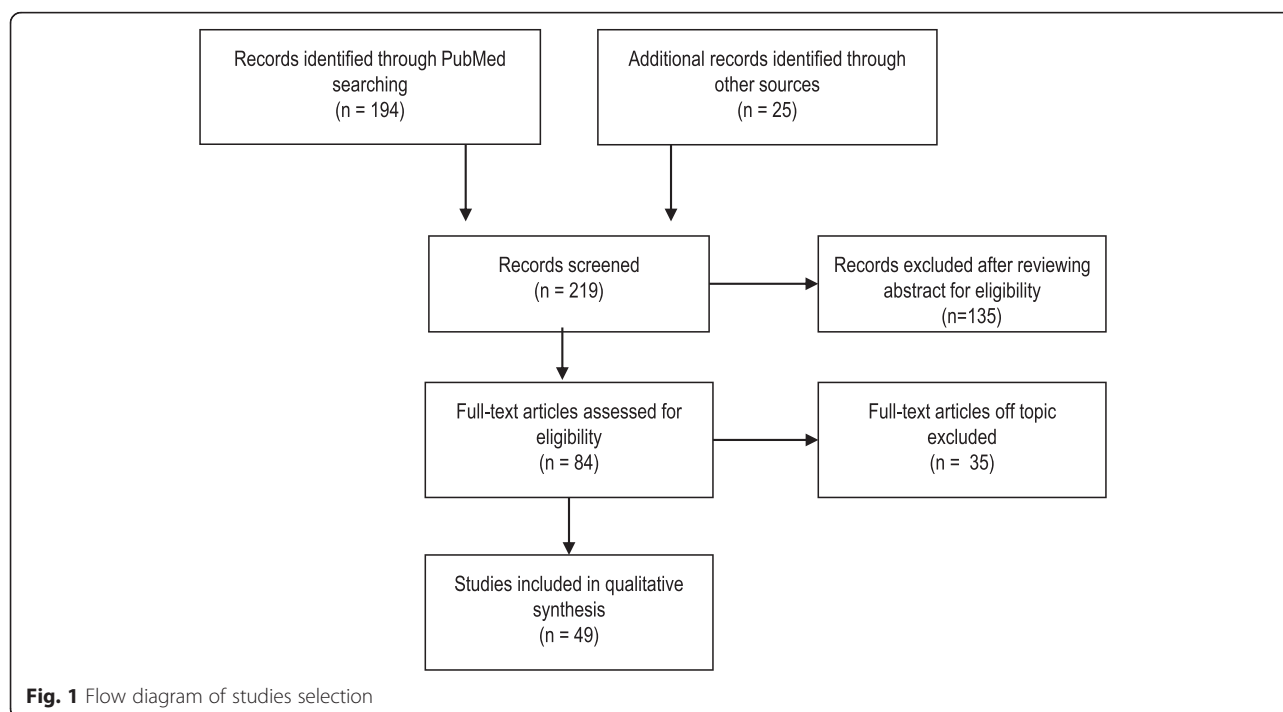 Records identified through PubMed
searching
(n = 194)
Additional records identified through
other sources
(n = 25)
Records screened
(n = 219)
Records excluded after reviewing
abstract for eligibility
(n=135)
Full-text articles assessed for
eligibility
(n = 84)
Full-text articles off topic
excluded
(n = 35)
Studies included in qualitative
synthesis
(n = 49)
Fig. 1 Flow diagram of studies selection